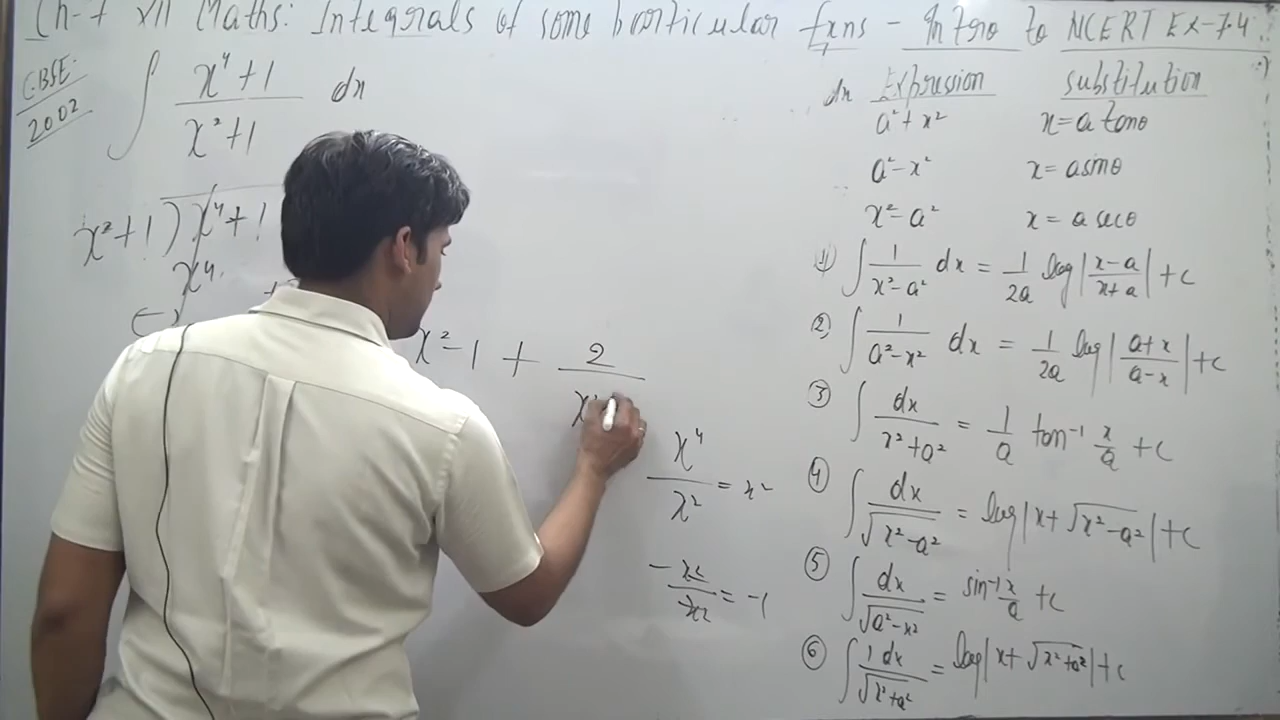 Ch-7 XII Maths: Integrals of some particular fxns - Intro to NCERT Ex-7.4
CBSE
2002
∫ x⁴+1 / x²+1 dx
x²+1 ) x⁴+1
x⁴
(-)
x²-1 + 2 / x²
x⁴ / x² = x²
-x² / x² = -1
dx Expression substitution
a²+x² x=a tanθ
a²-x² x=a sinθ
x²-a² x=a secθ
1) ∫ 1/(x²-a²) dx = 1/2a log|x-a / x+a| +c
2) ∫ 1/(a²-x²) dx = 1/2a log|a+x / a-x| +c
3) ∫ dx/(x²+a²) = 1/a tan⁻¹ x/a +c
4) ∫ dx/√(x²-a²) = log|x+√(x²-a²)| +c
5) ∫ dx/√(a²-x²) = sin⁻¹ x/a +c
6) ∫ 1dx/√(x²+a²) = log|x+√(x²+a²)| +c